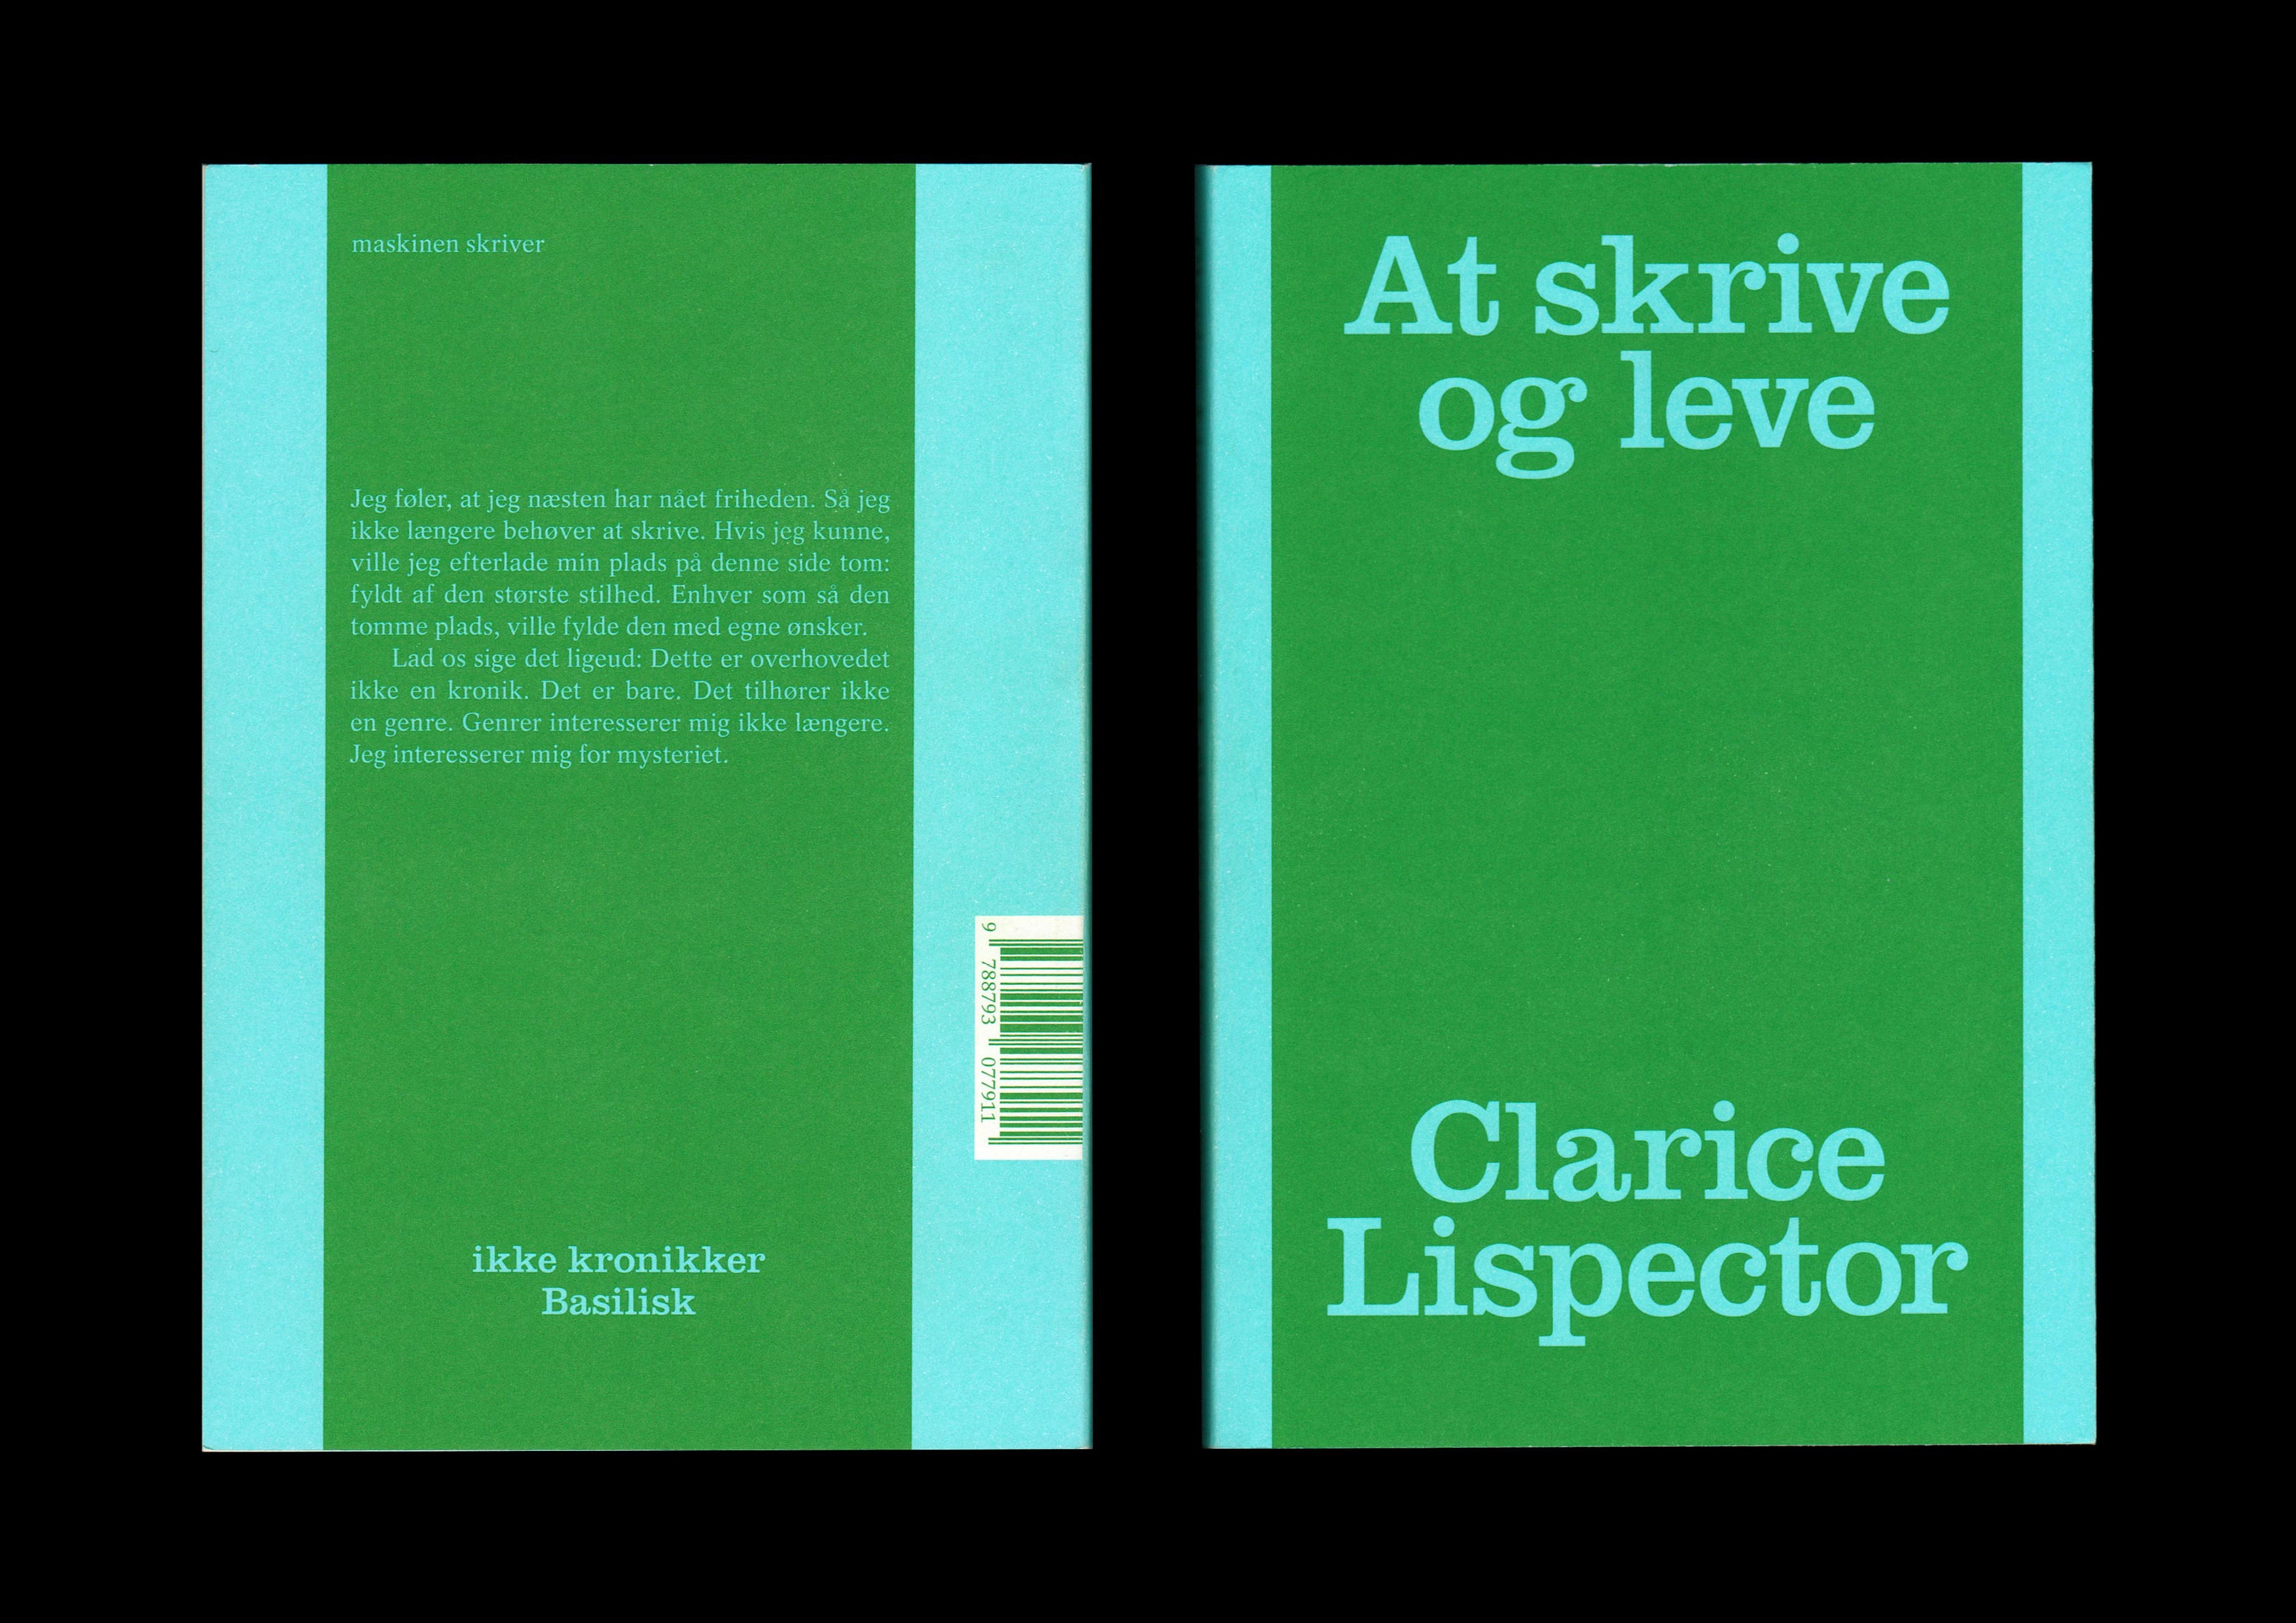 maskinen skriver
Jeg føler, at jeg næsten har nået friheden. Så jeg
ikke længere behøver at skrive. Hvis jeg kunne,
ville jeg efterlade min plads på denne side tom:
fyldt af den største stilhed. Enhver som så den
tomme plads, ville fylde den med egne ønsker.
Lad os sige det ligeud: Dette er overhovedet
ikke en kronik. Det er bare. Det tilhører ikke
en genre. Genrer interesserer mig ikke længere.
Jeg interesserer mig for mysteriet.
9 788793 077911
ikke kronikker
Basilisk
At skrive
og leve
Clarice
Lispector